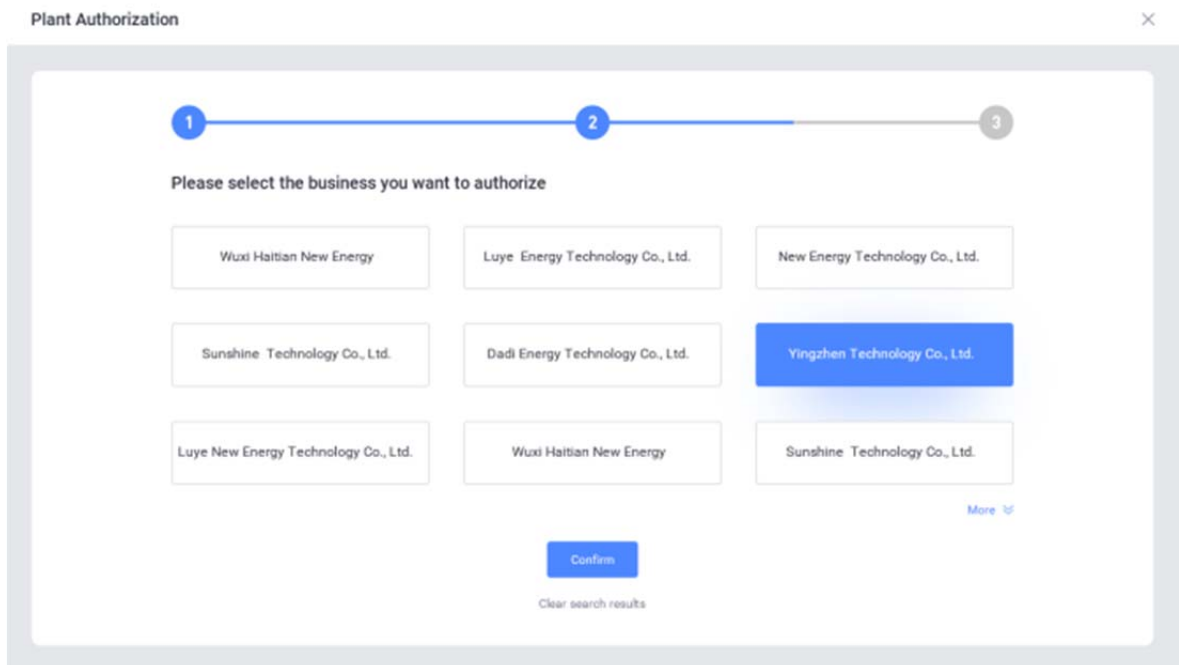 Plant Authorization
1
2
3
Please select the business you want to authorize
Wuxi Haitian New Energy
Luye Energy Technology Co., Ltd.
New Energy Technology Co., Ltd.
Sunshine Technology Co., Ltd.
Dadi Energy Technology Co., Ltd.
Yingzhen Technology Co., Ltd.
Luye New Energy Technology Co., Ltd.
Wuxi Haitian New Energy
Sunshine Technology Co., Ltd.
More
Confirm
Clear search results